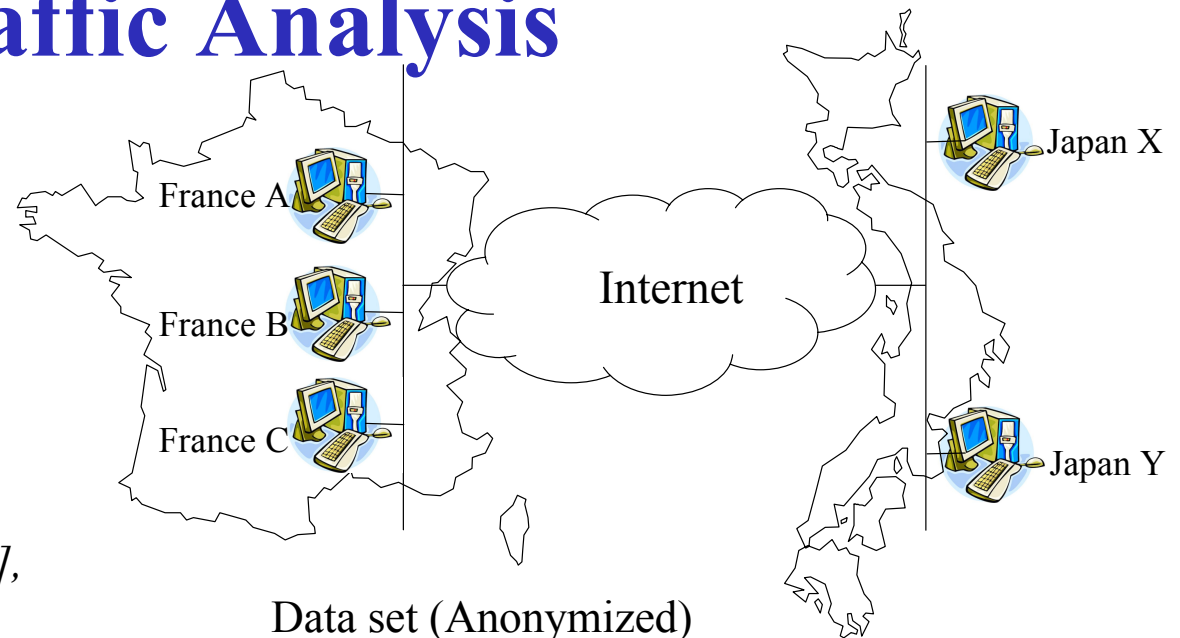 affic Analysis
Japan X
France A
Internet
France B
France C
Japan Y
],
Data set (Anonymized)